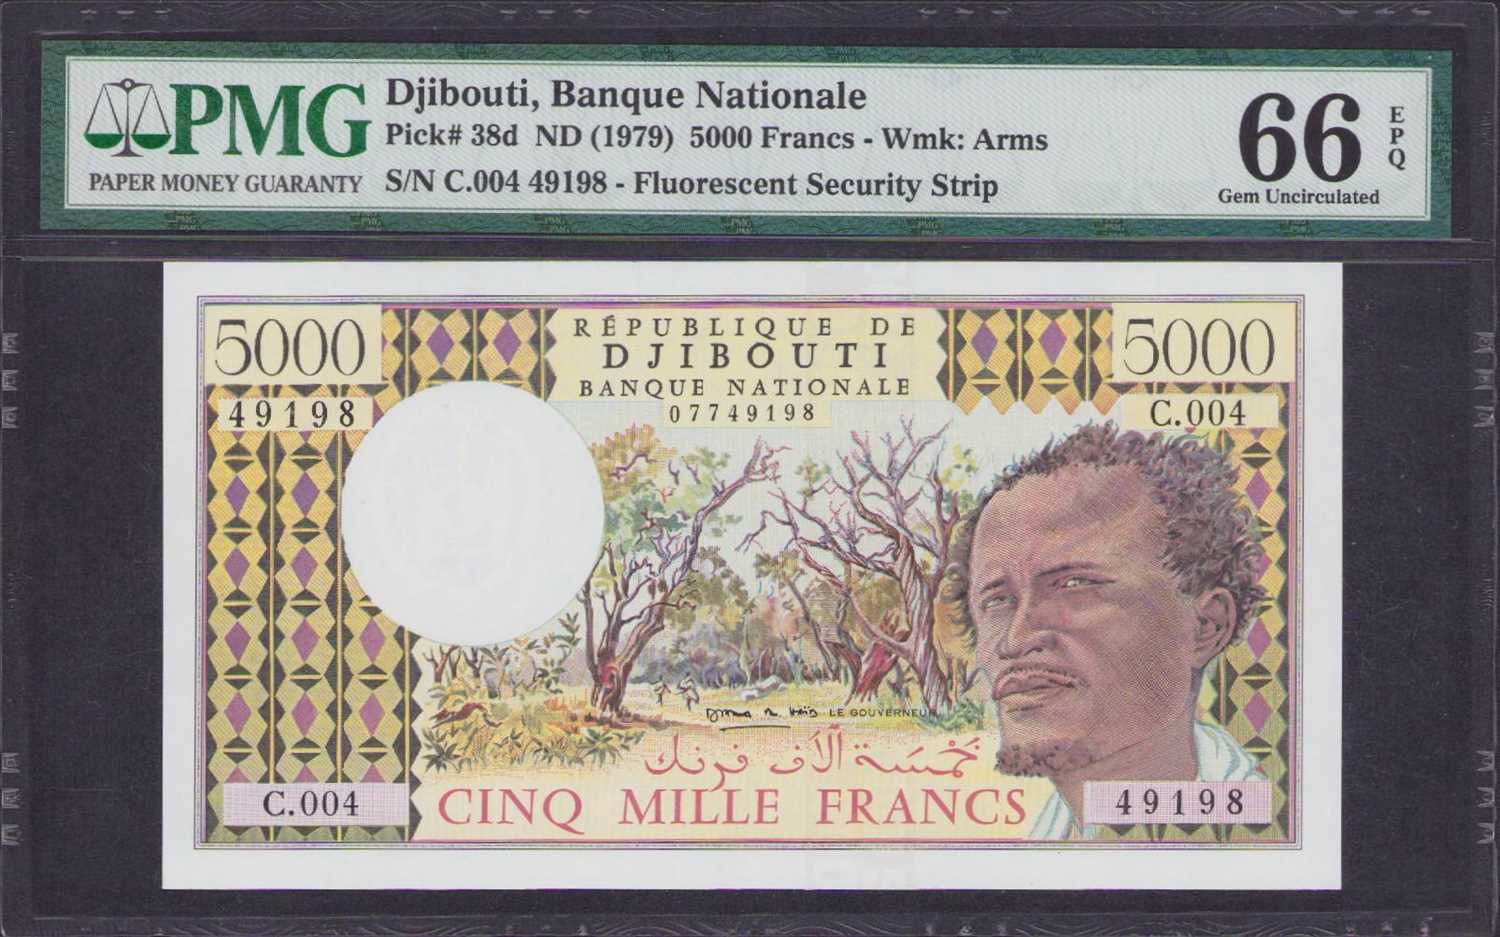 PMG
PAPER MONEY GUARANTY
Djibouti, Banque Nationale
Pick# 38d ND (1979) 5000 Francs - Wmk: Arms
S/N C.004 49198 - Fluorescent Security Strip
66
EPQ
Gem Uncirculated
5000
RÉPUBLIQUE DE
DJIBOUTI
BANQUE NATIONALE
5000
49198
07749198
C.004
LE GOUVERNEUR
خمسة آلاف فرنك
C.004
CINQ MILLE FRANCS
49198